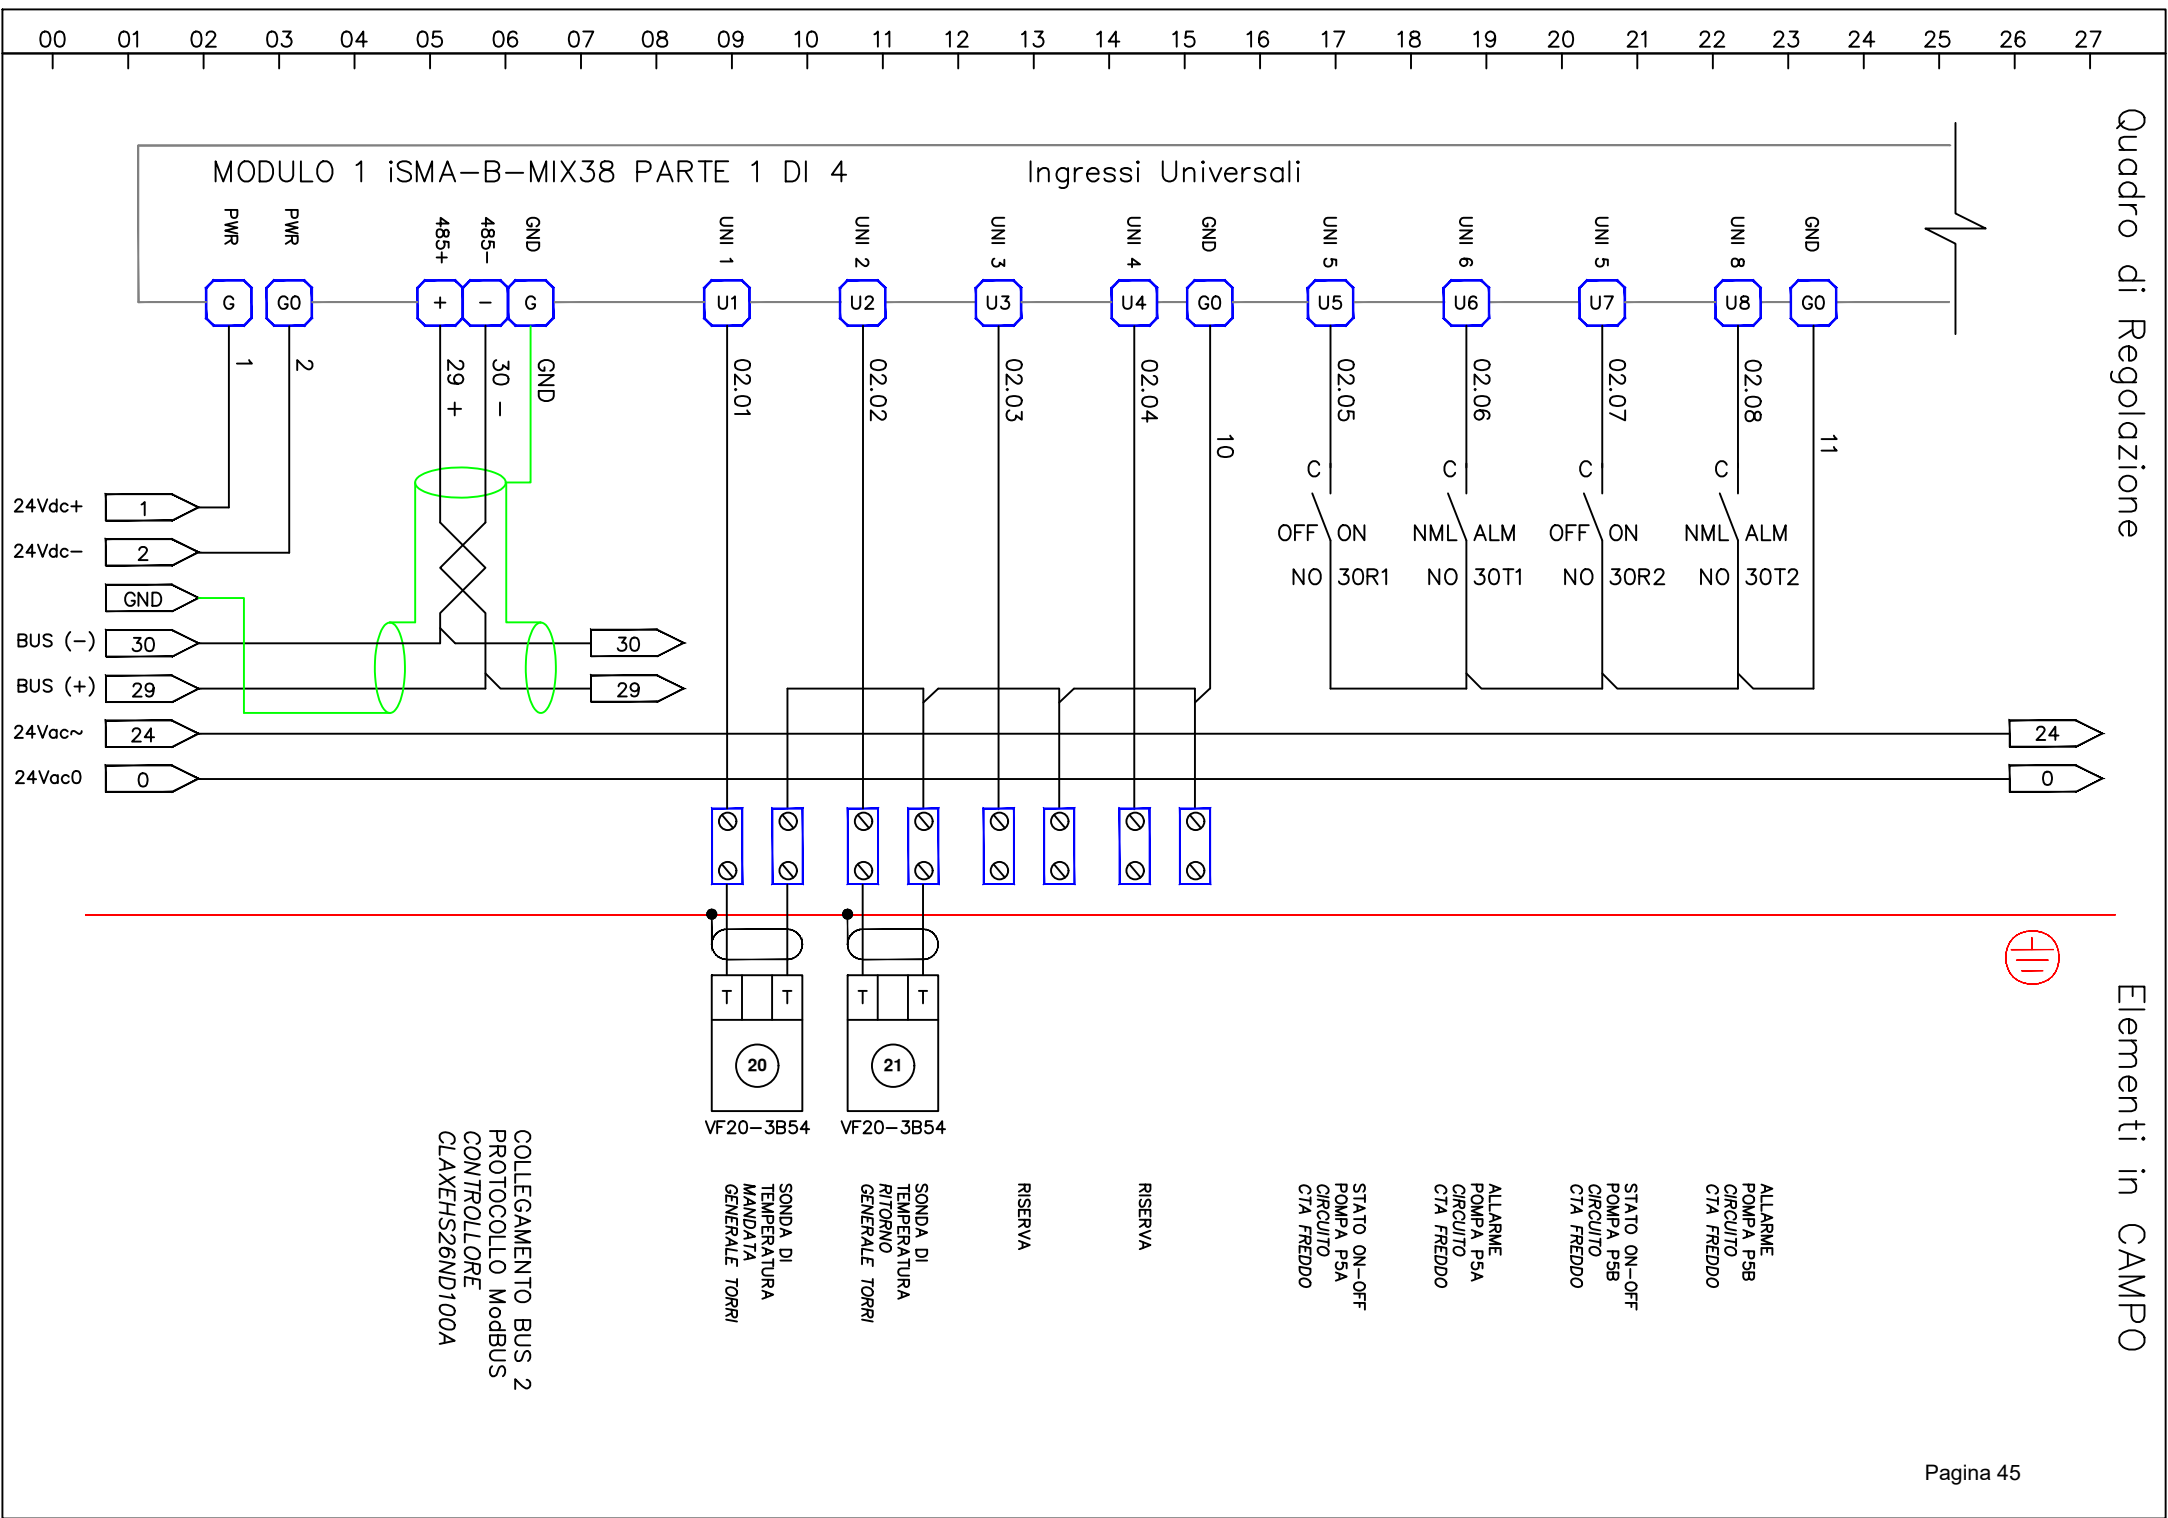 00 01 02 03 04 05 06 07 08 09 10 11 12 13 14 15 16 17 18 19 20 21 22 23 24 25 26 27
Quadro di Regolazione
MODULO 1 iSMA-B-MIX38 PARTE 1 DI 4
Ingressi Universali
PWR PWR 485+ 485- GND UNI 1 UNI 2 UNI 3 UNI 4 GND UNI 5 UNI 6 UNI 5 UNI 8 GND
G G0 + - G U1 U2 U3 U4 G0 U5 U6 U7 U8 G0
1 2 29 + 30 - GND 02.01 02.02 02.03 02.04 10 02.05 02.06 02.07 02.08 11
C C C C
OFF ON NML ALM OFF ON NML ALM
NO 30R1 NO 30T1 NO 30R2 NO 30T2
24Vdc+ 1
24Vdc- 2
GND
BUS (-) 30 30
BUS (+) 29 29
24Vac~ 24 24
24Vac0 0 0
T T T T
20 21
VF20-3B54 VF20-3B54
Elementi in CAMPO
COLLEGAMENTO BUS 2
PROTOCOLLO ModBUS
CONTROLLORE
CLAXEHS26ND100A
SONDA DI
TEMPERATURA
MANDATA
GENERALE TORRI
SONDA DI
TEMPERATURA
RITORNO
GENERALE TORRI
RISERVA
RISERVA
STATO ON-OFF
POMPA P5A
CIRCUITO
CTA FREDDO
ALLARME
POMPA P5A
CIRCUITO
CTA FREDDO
STATO ON-OFF
POMPA P5B
CIRCUITO
CTA FREDDO
ALLARME
POMPA P5B
CIRCUITO
CTA FREDDO
Pagina 45